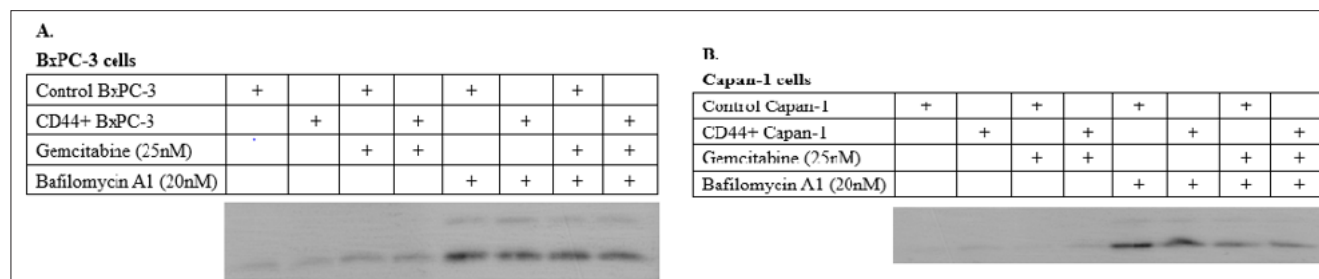 A.
BxPC-3 cells
Control BxPC-3 + + + +
CD44+ BxPC-3 + + + +
Gemcitabine (25nM) + + + +
Bafilomycin A1 (20nM) + + + +
B.
Capan-1 cells
Control Capan-1 + + + +
CD44+ Capan-1 + + + +
Gemcitabine (25nM) + + + +
Bafilomycin A1 (20nM) + + + +